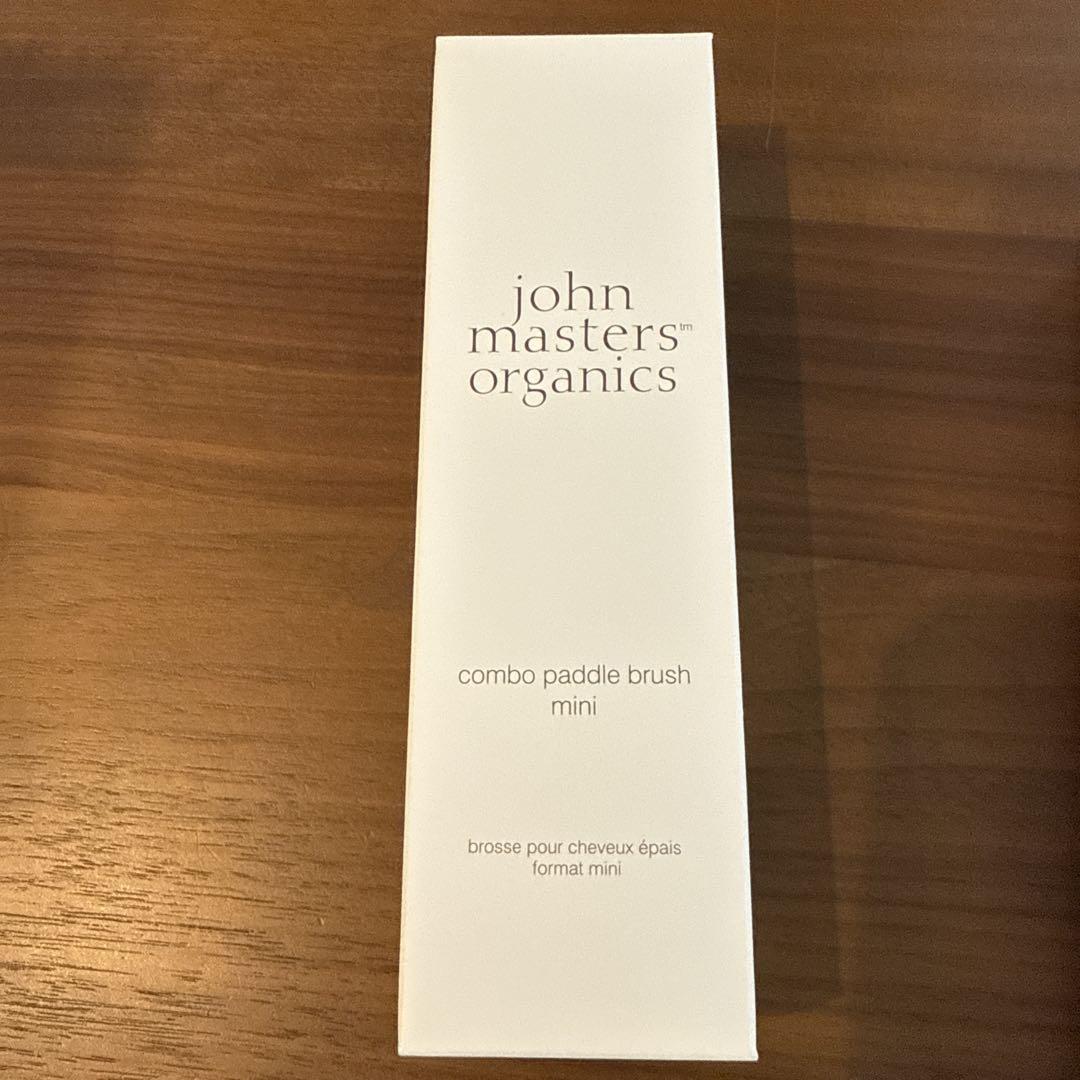 john
masters™
organics
combo paddle brush
mini
brosse pour cheveux épais
format mini